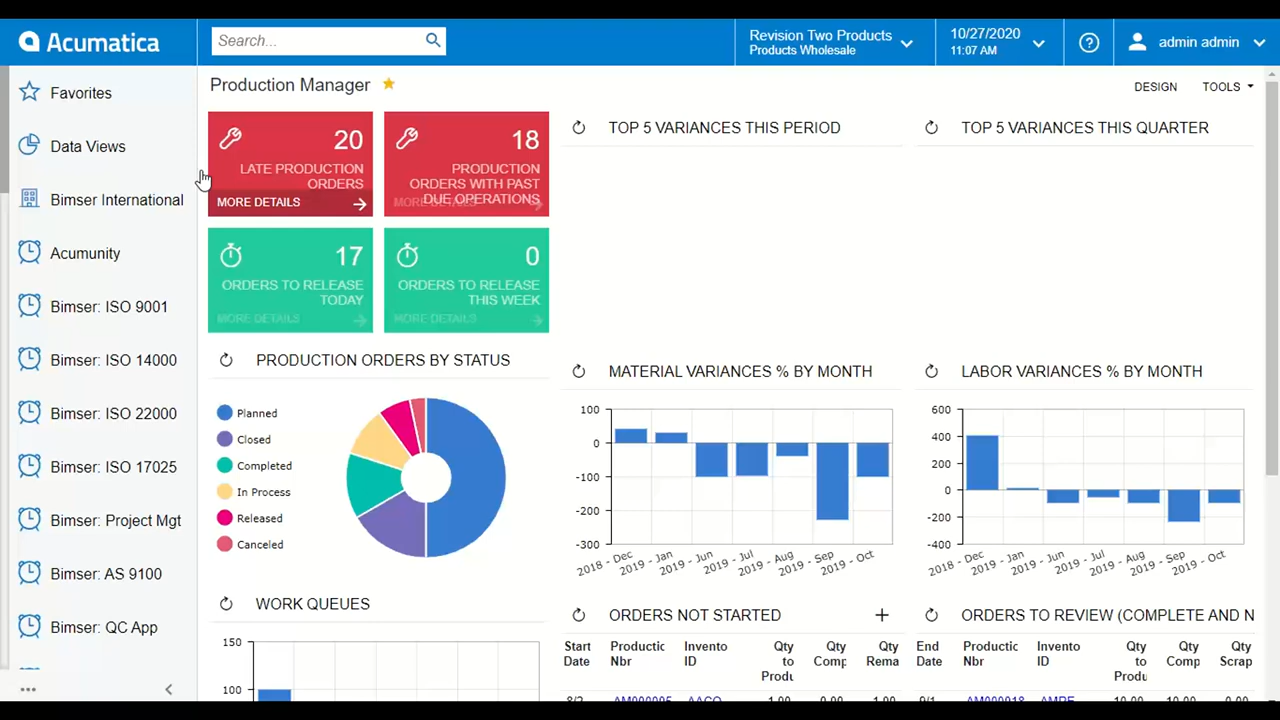 Acumatica
Search...
Revision Two Products
Products Wholesale
10/27/2020
11:07 AM
admin admin
Favorites
Data Views
Bimser International
Acumunity
Bimser: ISO 9001
Bimser: ISO 14000
Bimser: ISO 22000
Bimser: ISO 17025
Bimser: Project Mgt
Bimser: AS 9100
Bimser: QC App
Production Manager
DESIGN
TOOLS
20
LATE PRODUCTION
ORDERS
MORE DETAILS
18
PRODUCTION
ORDERS WITH PAST
DUE OPERATIONS
MORE DETAILS
17
ORDERS TO RELEASE
TODAY
MORE DETAILS
0
ORDERS TO RELEASE
THIS WEEK
MORE DETAILS
TOP 5 VARIANCES THIS PERIOD
TOP 5 VARIANCES THIS QUARTER
PRODUCTION ORDERS BY STATUS
Planned
Closed
Completed
In Process
Released
Canceled
MATERIAL VARIANCES % BY MONTH
100
0
-100
-200
-300
2018 - Dec
2019 - Jan
2019 - Jun
2019 - Jul
2019 - Aug
2019 - Sep
2019 - Oct
LABOR VARIANCES % BY MONTH
600
400
200
0
-200
-400
2018 - Dec
2019 - Jan
2019 - Jun
2019 - Jul
2019 - Aug
2019 - Sep
2019 - Oct
WORK QUEUES
150
100
ORDERS NOT STARTED
Start Date
Productic Nbr
Invento ID
Qty to Produ
Qty Comp
Qty Rema
ORDERS TO REVIEW (COMPLETE AND N
End Date
Productic Nbr
Invento ID
Qty to Produ
Qty Comp
Qty Scrap